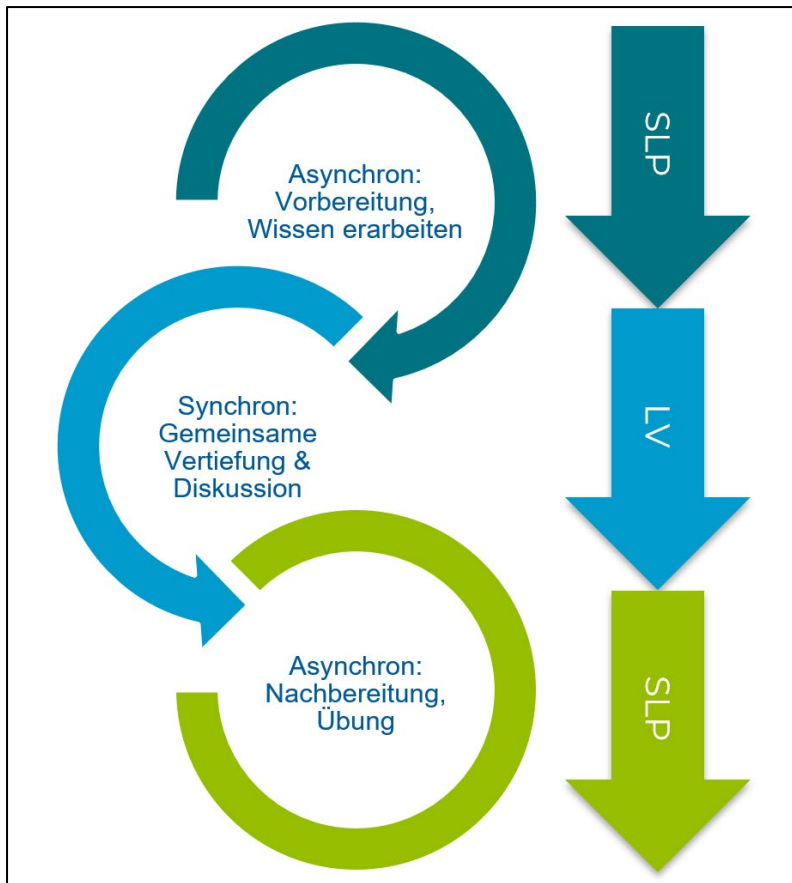 Asynchron:
Vorbereitung,
Wissen erarbeiten
SLP
Synchron:
Gemeinsame
Vertiefung &
Diskussion
LV
Asynchron:
Nachbereitung,
Übung
SLP